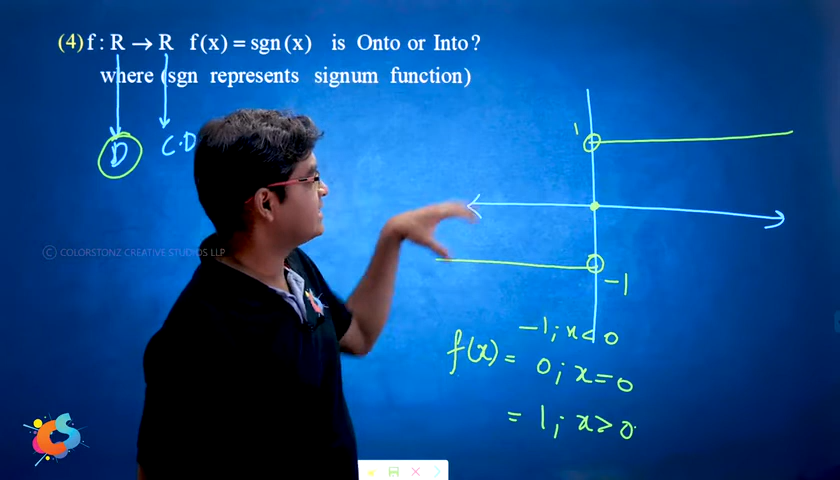 (4) f : R → R f(x) = sgn (x) is Onto or Into ?
where (sgn represents signum function)
D C.D
1
© COLORSTONZ CREATIVE STUDIOS LLP
-1
f(x) = -1 ; x < 0
0 ; x = 0
= 1 ; x > 0
CS